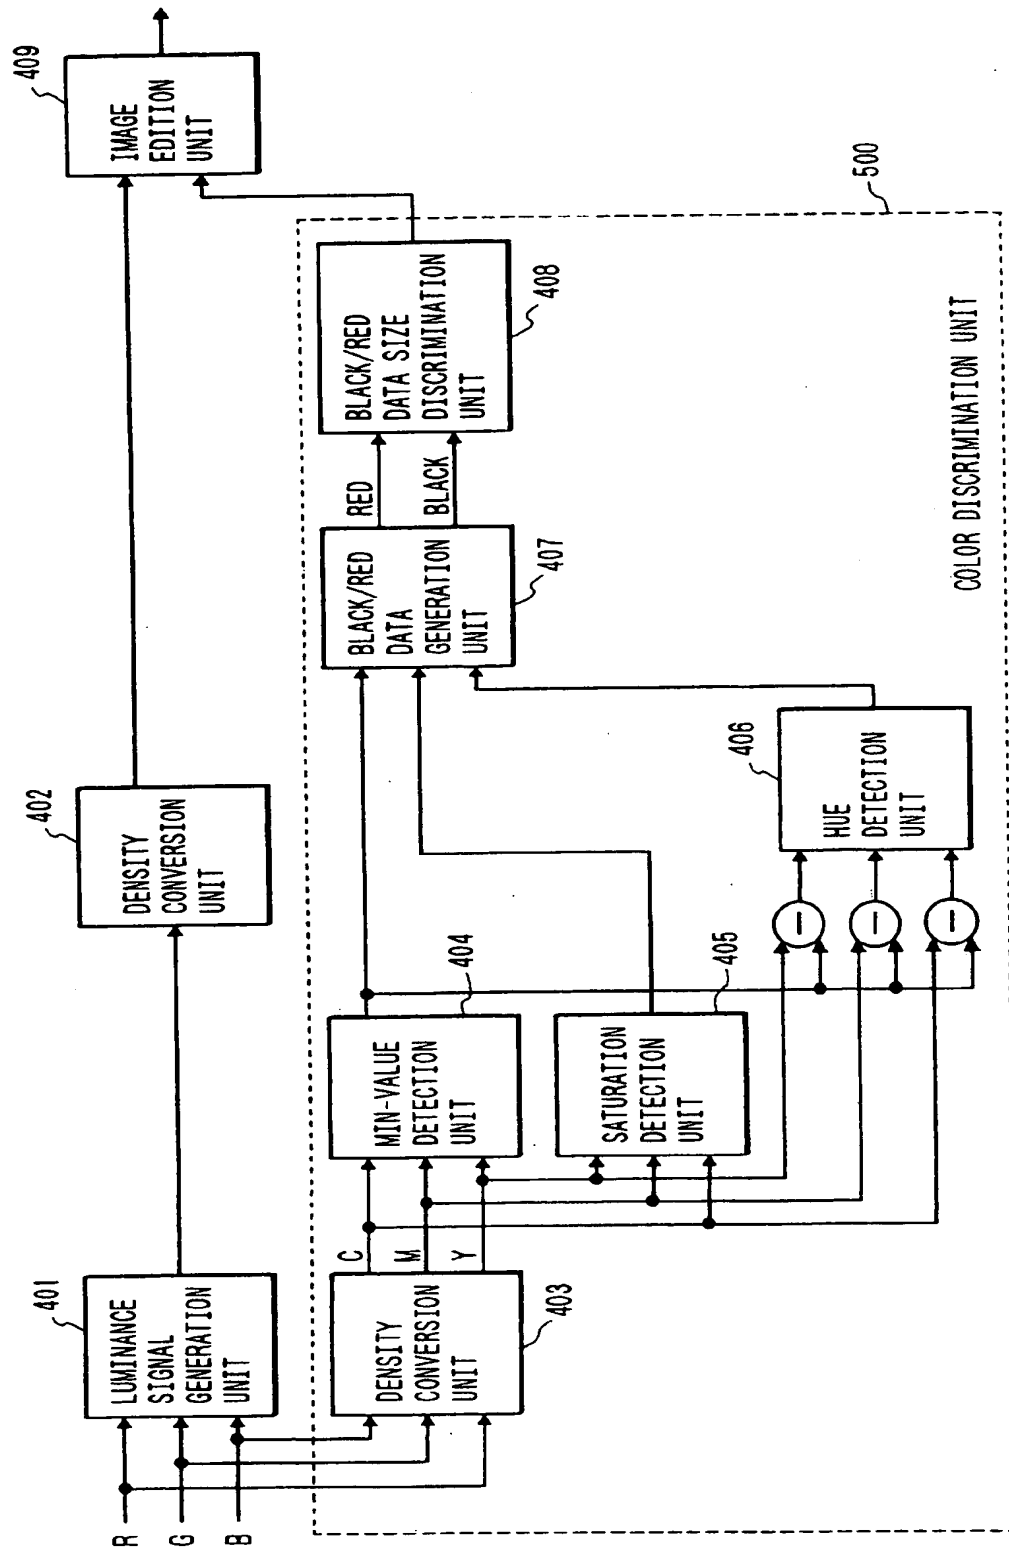 R
G
B
401
LUMINANCE
SIGNAL
GENERATION
UNIT
402
DENSITY
CONVERSION
UNIT
409
IMAGE
EDITION
UNIT
403
DENSITY
CONVERSION
UNIT
C
M
Y
404
MIN-VALUE
DETECTION
UNIT
405
SATURATION
DETECTION
UNIT
406
HUE
DETECTION
UNIT
407
BLACK/RED
DATA
GENERATION
UNIT
RED
BLACK
408
BLACK/RED
DATA SIZE
DISCRIMINATION
UNIT
500
COLOR DISCRIMINATION UNIT